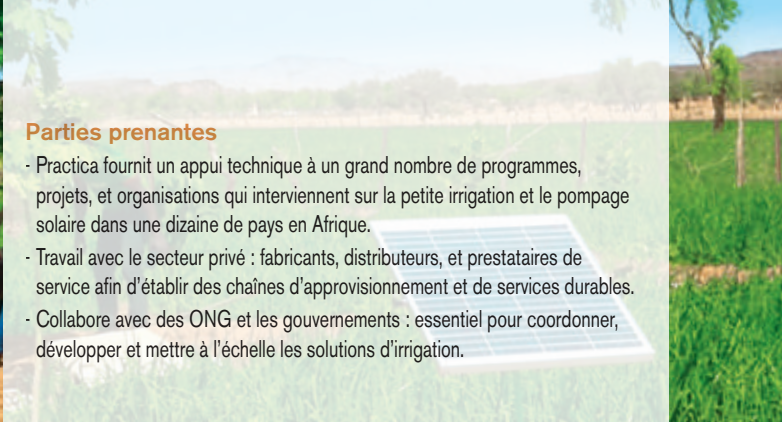 Parties prenantes
- Practica fournit un appui technique à un grand nombre de programmes,
projets, et organisations qui interviennent sur la petite irrigation et le pompage
solaire dans une dizaine de pays en Afrique.
- Travail avec le secteur privé : fabricants, distributeurs, et prestataires de
service afin d’établir des chaînes d’approvisionnement et de services durables.
- Collabore avec des ONG et les gouvernements : essentiel pour coordonner,
développer et mettre à l’échelle les solutions d’irrigation.